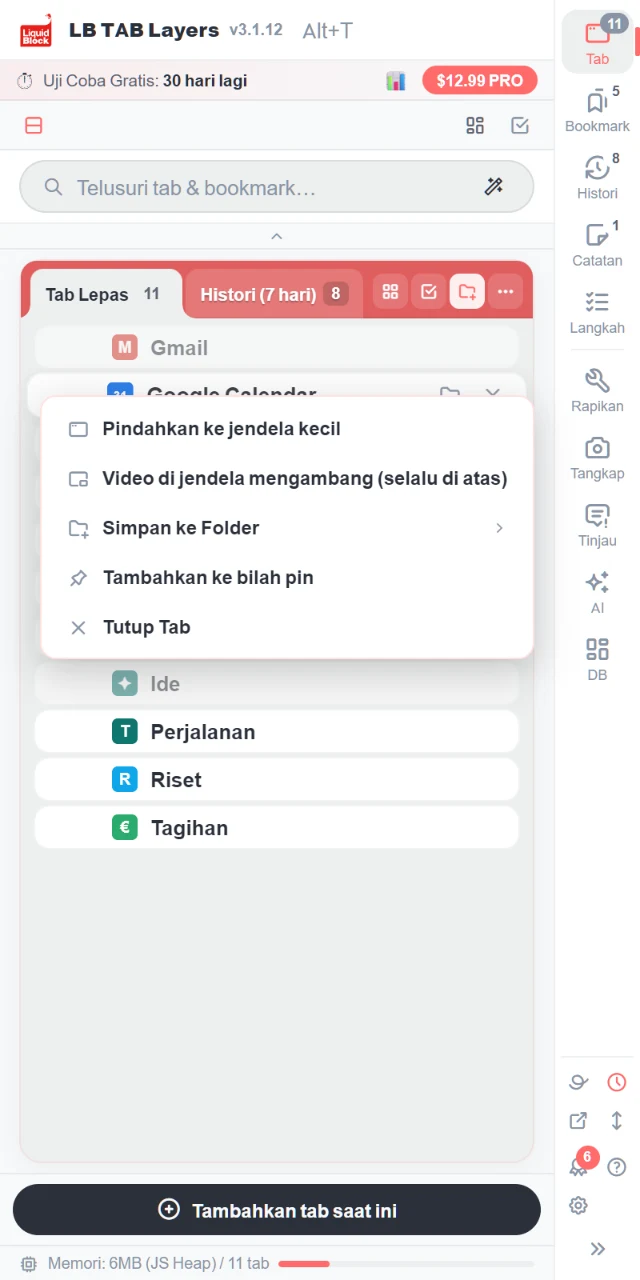 Liquid Block
LB TAB Layers v3.1.12 Alt+T
Uji Coba Gratis: 30 hari lagi
$12.99 PRO
Telusuri tab & bookmark...
Tab Lepas 11
Histori (7 hari) 8
M Gmail
Google Calendar
Pindahkan ke jendela kecil
Video di jendela mengambang (selalu di atas)
Simpan ke Folder
Tambahkan ke bilah pin
Tutup Tab
Ide
T Perjalanan
R Riset
€ Tagihan
Tambahkan tab saat ini
Memori: 6MB (JS Heap) / 11 tab
11
Tab
5
Bookmark
8
Histori
1
Catatan
Langkah
Rapikan
Tangkap
Tinjau
AI
DB
6